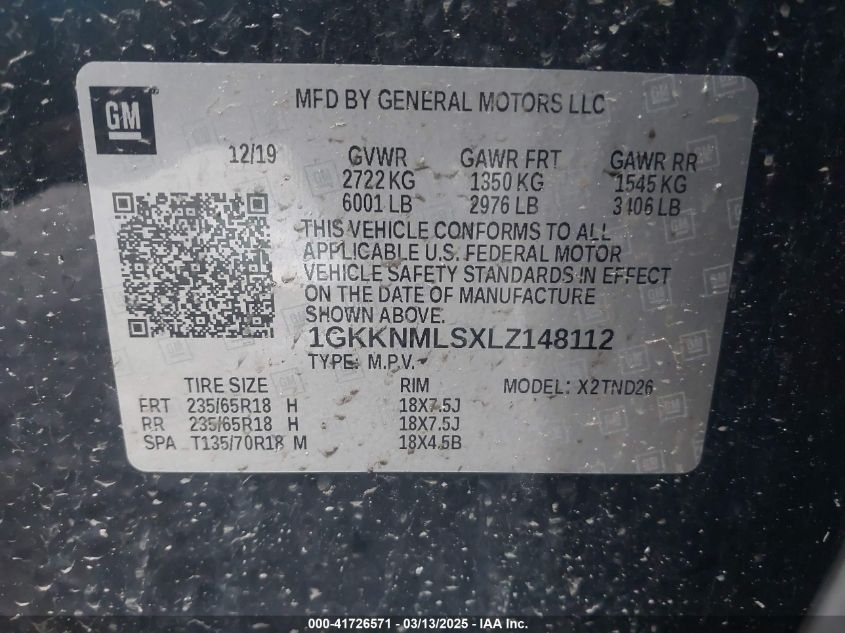 GM
MFD BY GENERAL MOTORS LLC
12/19 GVWR GAWR FRT GAWR RR
2722 KG 1350 KG 1545 KG
6001 LB 2976 LB 3406 LB
THIS VEHICLE CONFORMS TO ALL
APPLICABLE U.S. FEDERAL MOTOR
VEHICLE SAFETY STANDARDS IN EFFECT
ON THE DATE OF MANUFACTURE
SHOWN ABOVE.
1GKKNMLSXLZ148112
TYPE: M.P.V.
TIRE SIZE RIM MODEL: X2TND26
FRT 235/65R18 H 18X7.5J
RR 235/65R18 H 18X7.5J
SPA T135/70R18 M 18X4.5B
000-41726571 / 03/13/2025 - IAA Inc.